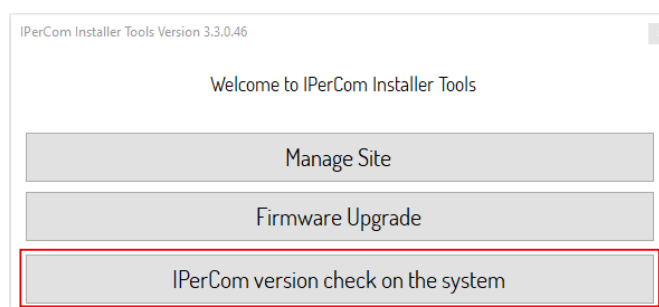 IPerCom Installer Tools Version 3.3.0.46
Welcome to IPerCom Installer Tools
Manage Site
Firmware Upgrade
IPerCom version check on the system